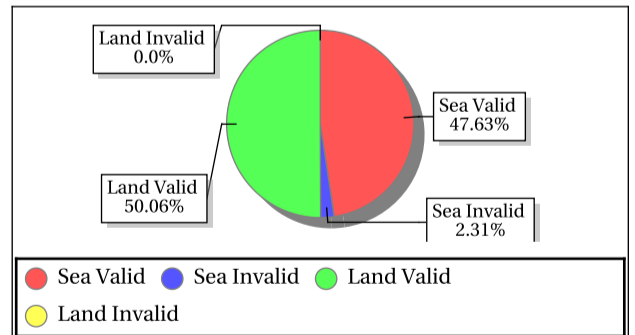 Land Invalid
0.0%
Sea Valid
47.63%
Land Valid
50.06%
Sea Invalid
2.31%
Sea Valid Sea Invalid Land Valid
Land Invalid